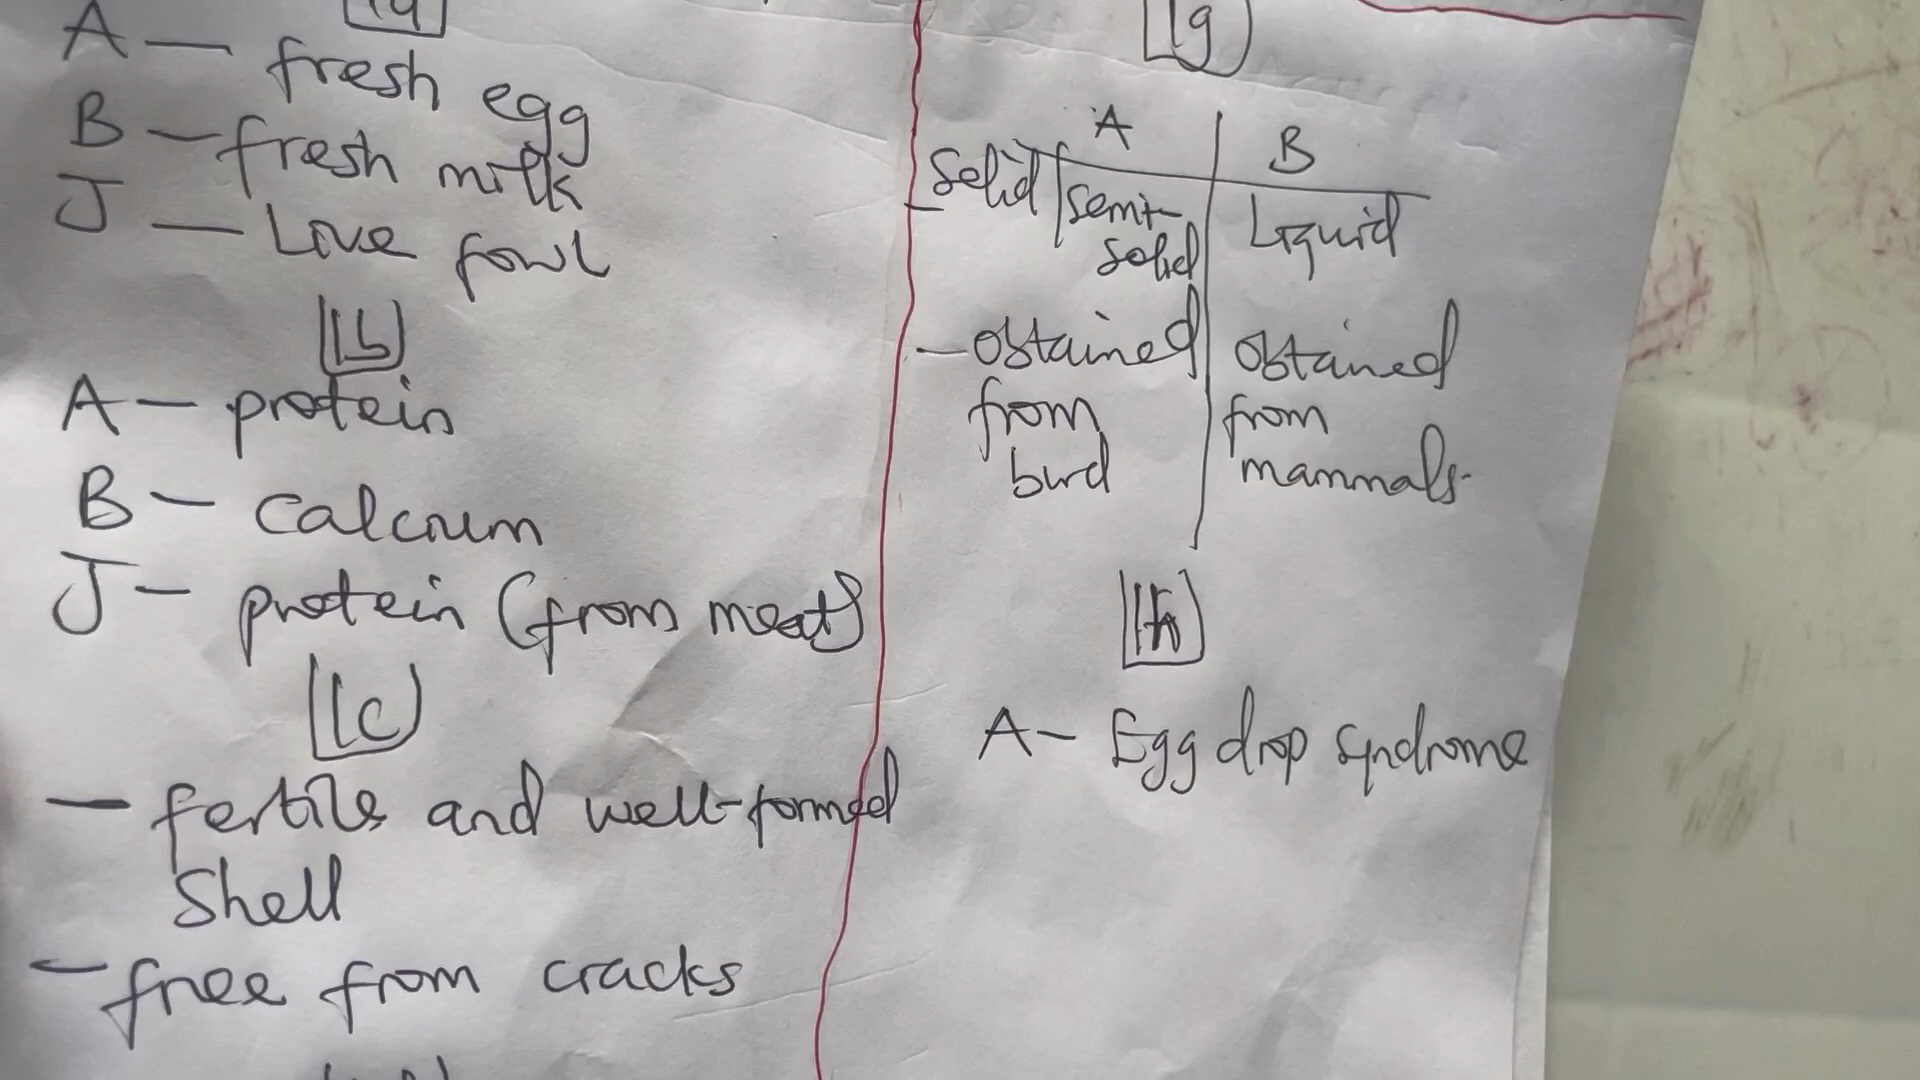 1a
A — fresh egg
B — fresh milk
J — Live fowl
1b
A — protein
B — calcium
J — protein (from meat)
1c
— fertile and well-formed
shell
— free from cracks
1g
A | B
— Solid / semi-
solid | Liquid
— obtained | obtained
from | from
bird | mammals.
1h
A — Egg drop syndrome